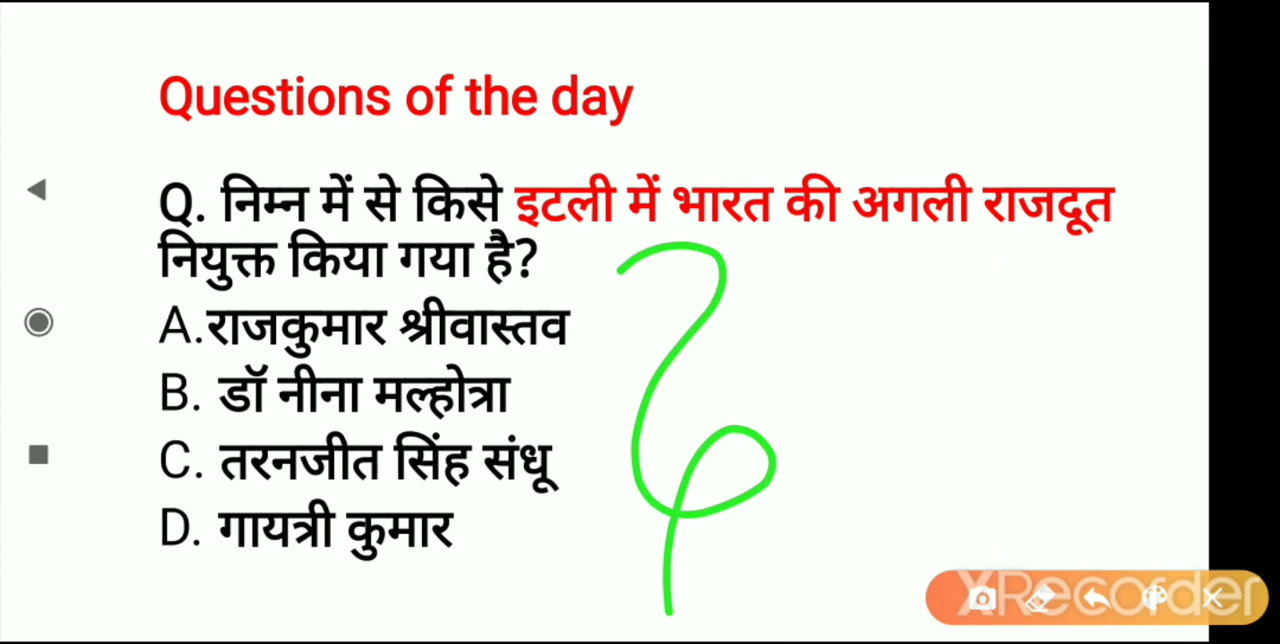 Questions of the day
Q. निम्न में से किसे इटली में भारत की अगली राजदूत
नियुक्त किया गया है?
A.राजकुमार श्रीवास्तव
B. डॉ नीना मल्होत्रा
C. तरनजीत सिंह संधू
D. गायत्री कुमार
XRecorder